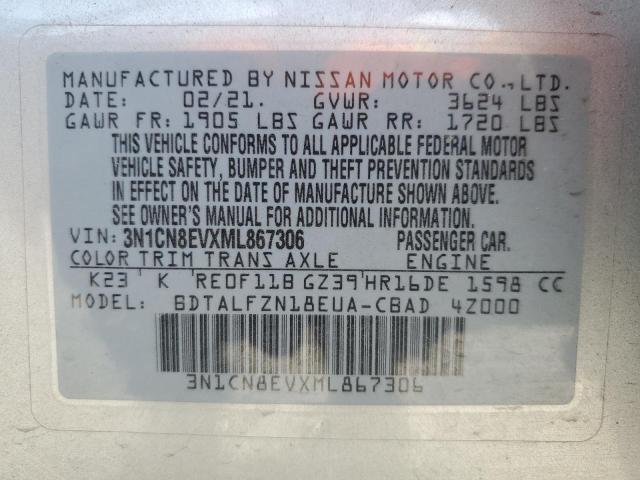 MANUFACTURED BY NISSAN MOTOR CO.,LTD.
DATE: 02/21. GVWR: 3624 LBS
GAWR FR: 1905 LBS GAWR RR: 1720 LBS
THIS VEHICLE CONFORMS TO ALL APPLICABLE FEDERAL MOTOR
VEHICLE SAFETY, BUMPER AND THEFT PREVENTION STANDARDS
IN EFFECT ON THE DATE OF MANUFACTURE SHOWN ABOVE.
SEE OWNER'S MANUAL FOR ADDITIONAL INFORMATION.
VIN: 3N1CN8EVXML867306 PASSENGER CAR.
COLOR TRIM TRANS AXLE ENGINE
K23 K RE0F11B GZ39 HR16DE 1598 CC
MODEL: BDTALFZN18EUA-CBAD 4Z000
3N1CN8EVXML867306